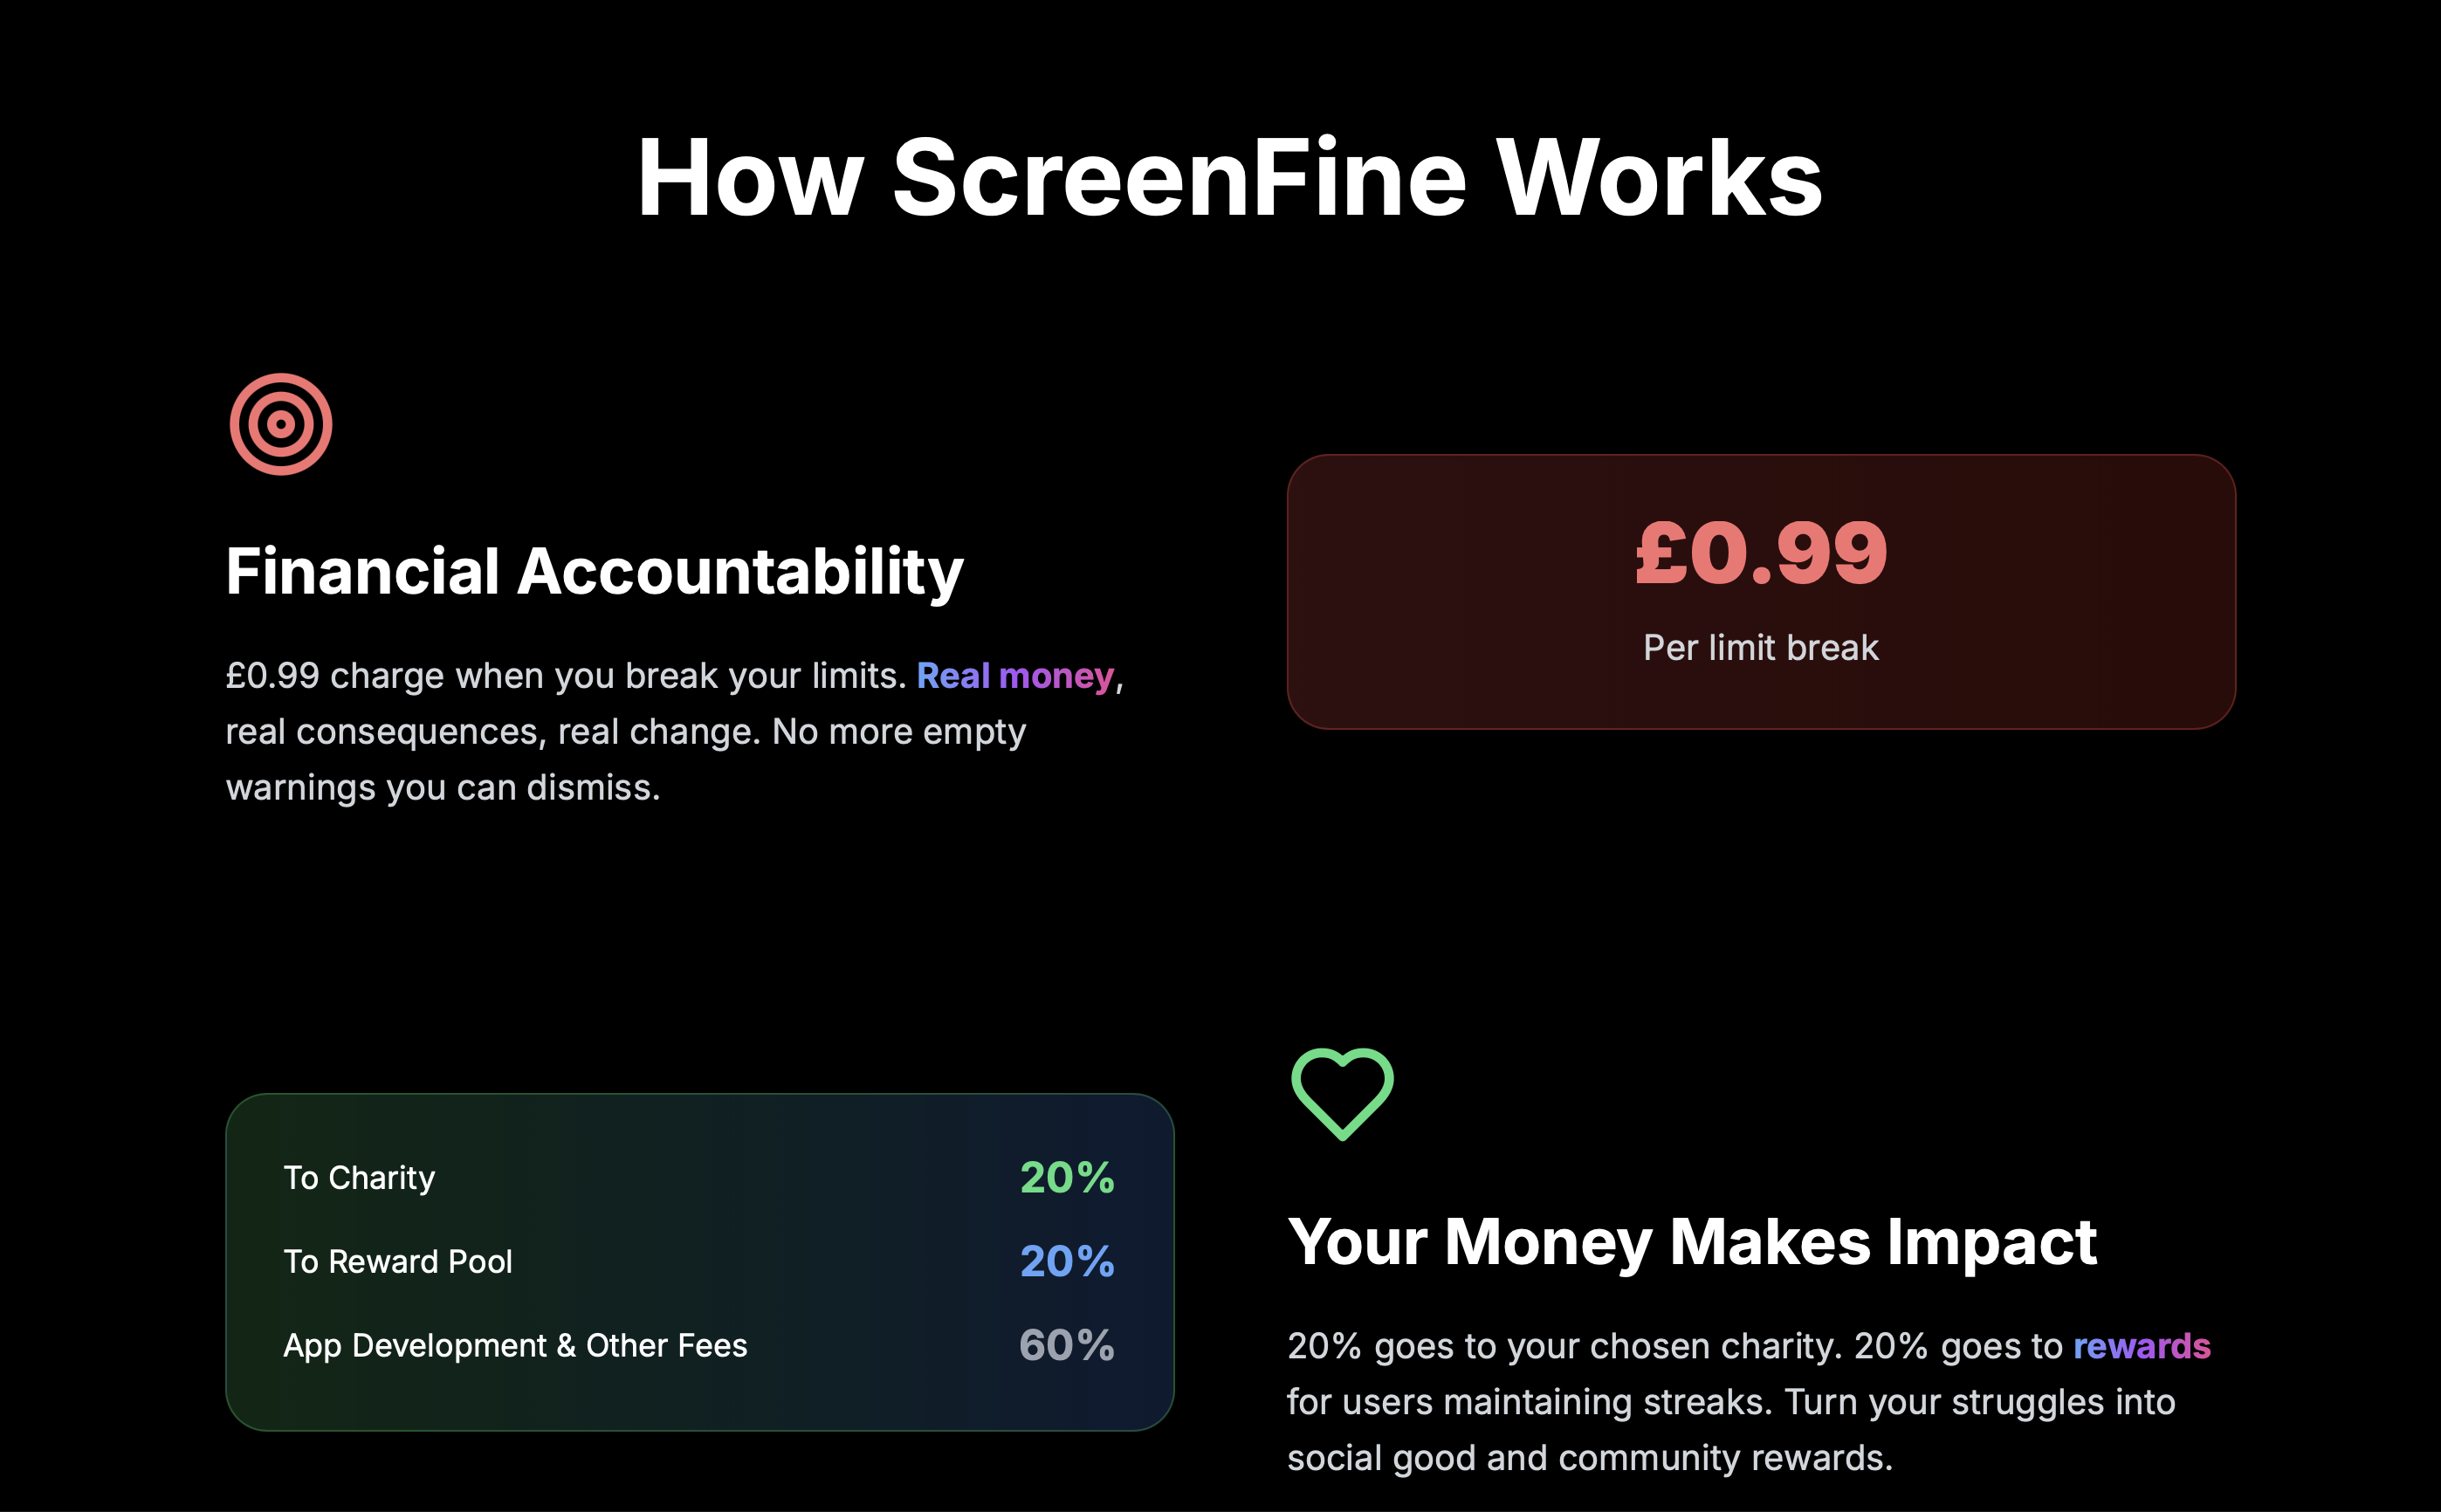 How ScreenFine Works
Financial Accountability
£0.99 charge when you break your limits. Real money,
real consequences, real change. No more empty
warnings you can dismiss.
£0.99
Per limit break
To Charity 20%
To Reward Pool 20%
App Development & Other Fees 60%
Your Money Makes Impact
20% goes to your chosen charity. 20% goes to rewards
for users maintaining streaks. Turn your struggles into
social good and community rewards.